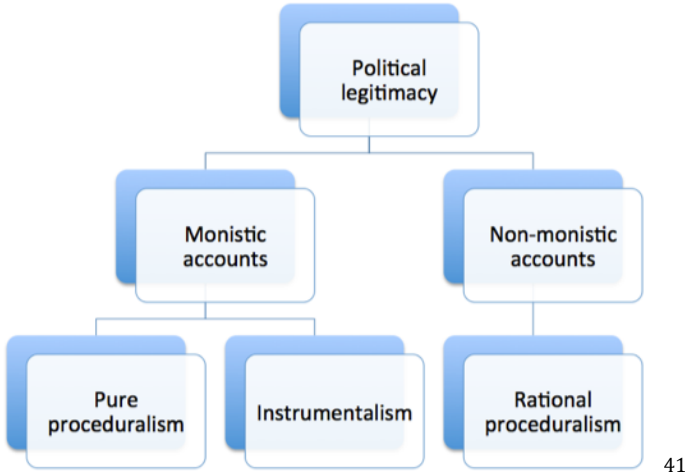 Political
legitimacy
Monistic
accounts
Non-monistic
accounts
Pure
proceduralism
Instrumentalism
Rational
proceduralism
41